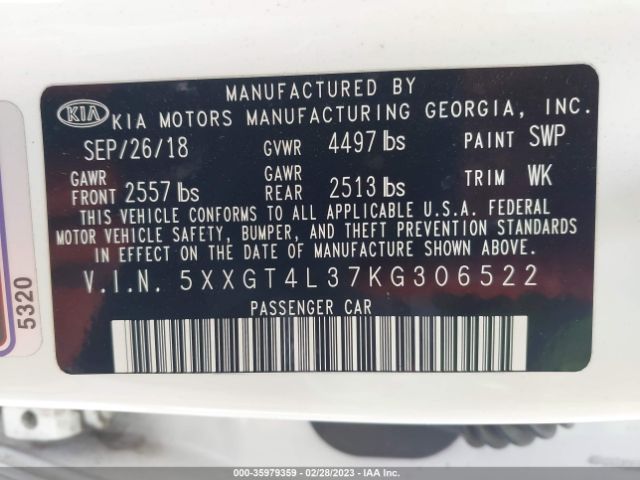 MANUFACTURED BY
KIA KIA MOTORS MANUFACTURING GEORGIA, INC.
SEP/26/18 GVWR 4497 lbs PAINT SWP
GAWR FRONT 2557 lbs GAWR REAR 2513 lbs TRIM WK
THIS VEHICLE CONFORMS TO ALL APPLICABLE U.S.A. FEDERAL
MOTOR VEHICLE SAFETY, BUMPER, AND THEFT PREVENTION STANDARDS
IN EFFECT ON THE DATE OF MANUFACTURE SHOWN ABOVE.
V.I.N. 5XXGT4L37KG306522
PASSENGER CAR
5320
000-35979359 | 02/28/2023 | IAA Inc.